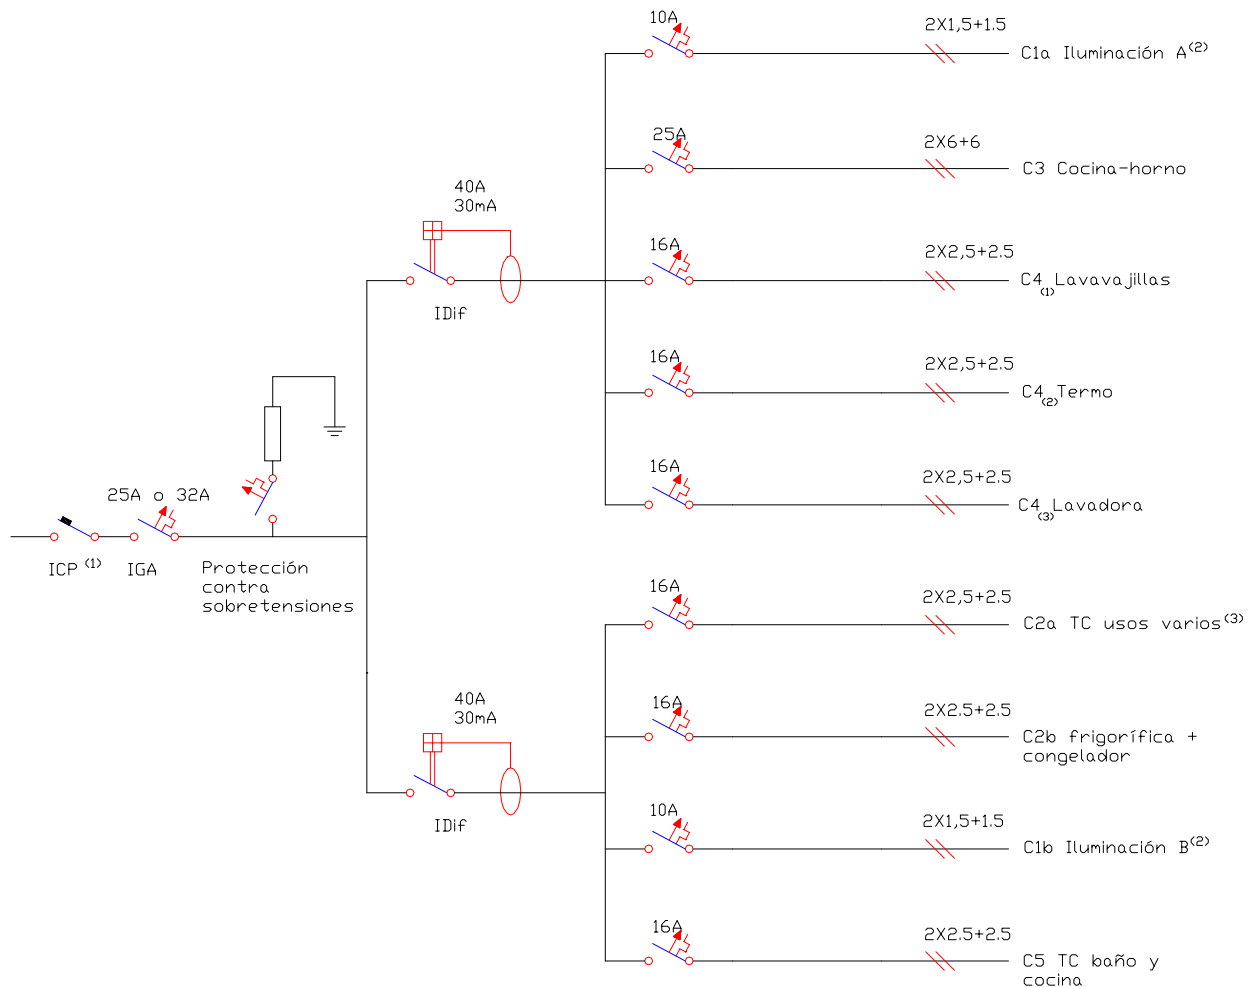 10A
2X1,5+1.5
C1a Iluminación A(2)
25A
2X6+6
C3 Cocina-horno
40A
30mA
16A
2X2,5+2.5
C4(1) Lavavajillas
IDif
16A
2X2,5+2.5
C4(2) Termo
16A
2X2,5+2.5
C4(3) Lavadora
25A o 32A
ICP (1)
IGA
Protección
contra
sobretensiones
16A
2X2,5+2.5
C2a TC usos varios(3)
40A
30mA
16A
2X2.5+2.5
C2b frigorífica +
congelador
IDif
10A
2X1,5+1.5
C1b Iluminación B(2)
16A
2X2.5+2.5
C5 TC baño y
cocina